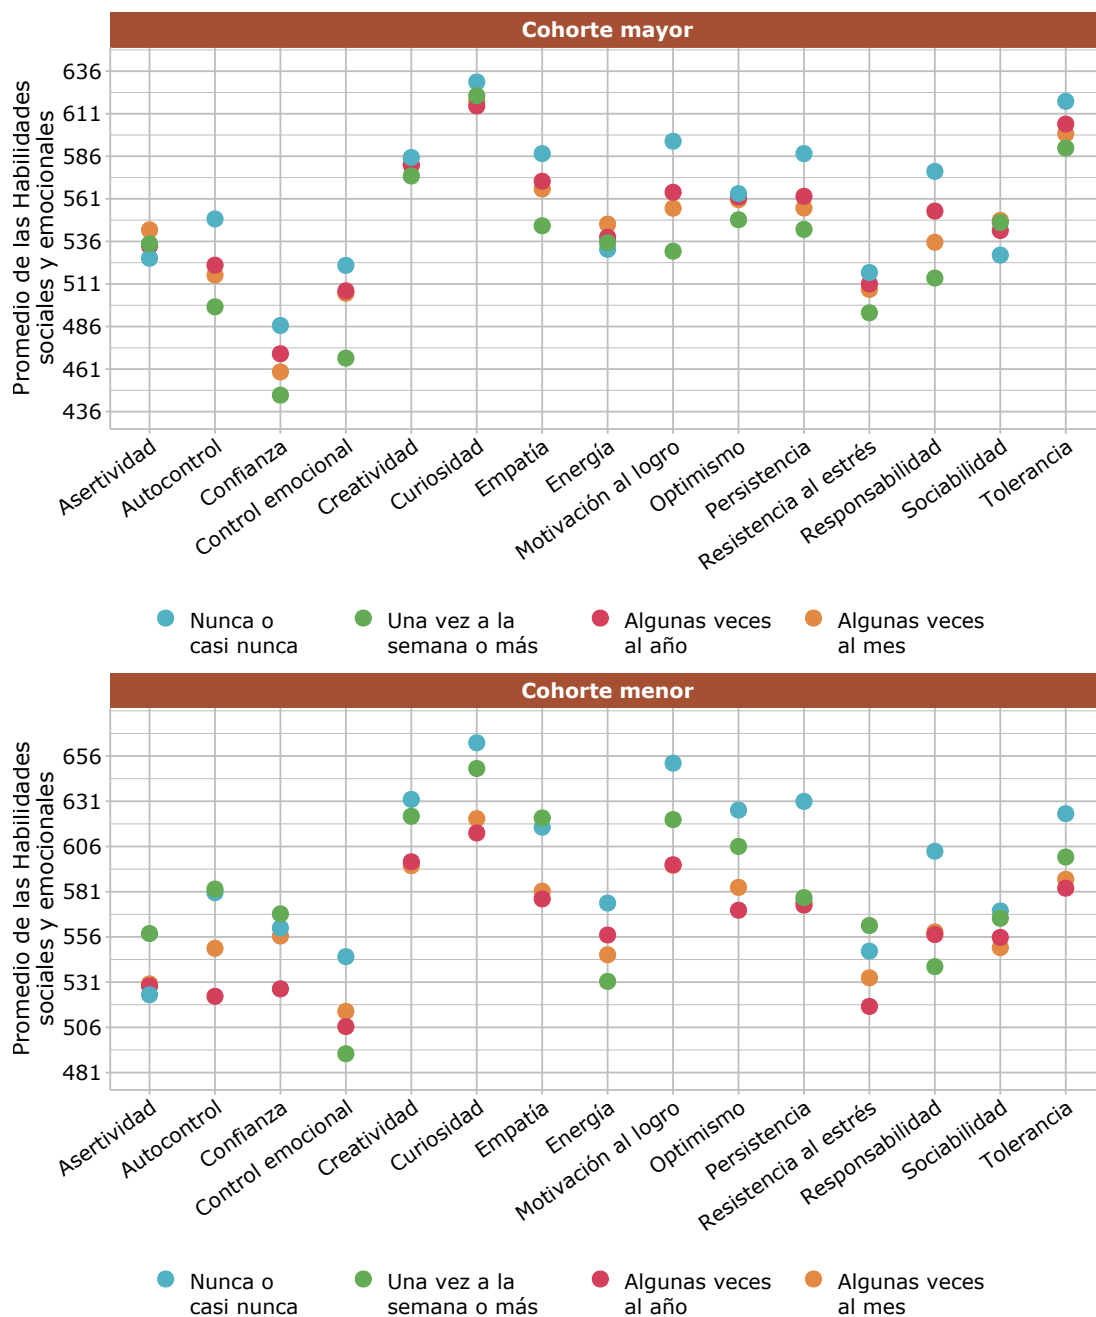 Cohorte mayor
Promedio de las Habilidades
sociales y emocionales
636
611
586
561
536
511
486
461
436
Asertividad
Autocontrol
Confianza
Control emocional
Creatividad
Curiosidad
Empatía
Energía
Motivación al logro
Optimismo
Persistencia
Resistencia al estrés
Responsabilidad
Sociabilidad
Tolerancia
Nunca o
casi nunca
Una vez a la
semana o más
Algunas veces
al año
Algunas veces
al mes
Cohorte menor
Promedio de las Habilidades
sociales y emocionales
656
631
606
581
556
531
506
481
Asertividad
Autocontrol
Confianza
Control emocional
Creatividad
Curiosidad
Empatía
Energía
Motivación al logro
Optimismo
Persistencia
Resistencia al estrés
Responsabilidad
Sociabilidad
Tolerancia
Nunca o
casi nunca
Una vez a la
semana o más
Algunas veces
al año
Algunas veces
al mes